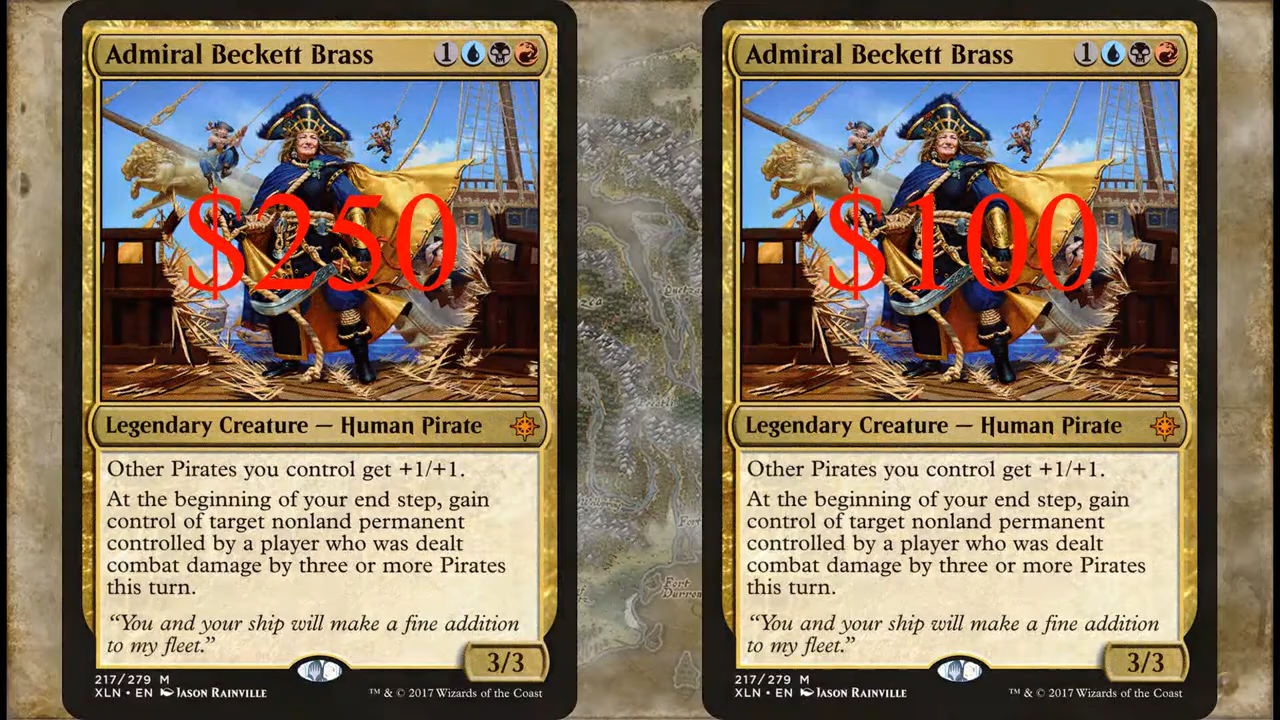 Admiral Beckett Brass 1
$250
Legendary Creature — Human Pirate
Other Pirates you control get +1/+1.
At the beginning of your end step, gain
control of target nonland permanent
controlled by a player who was dealt
combat damage by three or more Pirates
this turn.
“You and your ship will make a fine addition
to my fleet.”
3/3
217/279 M
XLN • EN Jason Rainville
™ & © 2017 Wizards of the Coast
Admiral Beckett Brass 1
$100
Legendary Creature — Human Pirate
Other Pirates you control get +1/+1.
At the beginning of your end step, gain
control of target nonland permanent
controlled by a player who was dealt
combat damage by three or more Pirates
this turn.
“You and your ship will make a fine addition
to my fleet.”
3/3
217/279 M
XLN • EN Jason Rainville
™ & © 2017 Wizards of the Coast
Fort